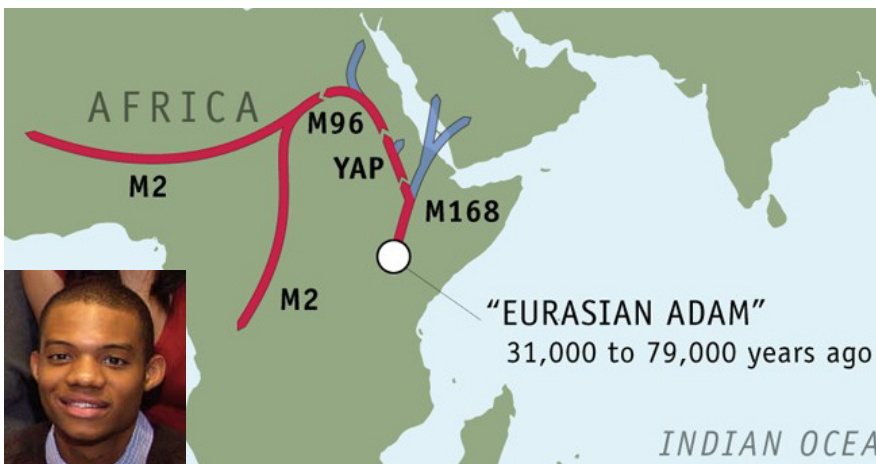 AFRICA
M96
YAP
M2
M168
M2
"EURASIAN ADAM"
31,000 to 79,000 years ago
INDIAN OCEA